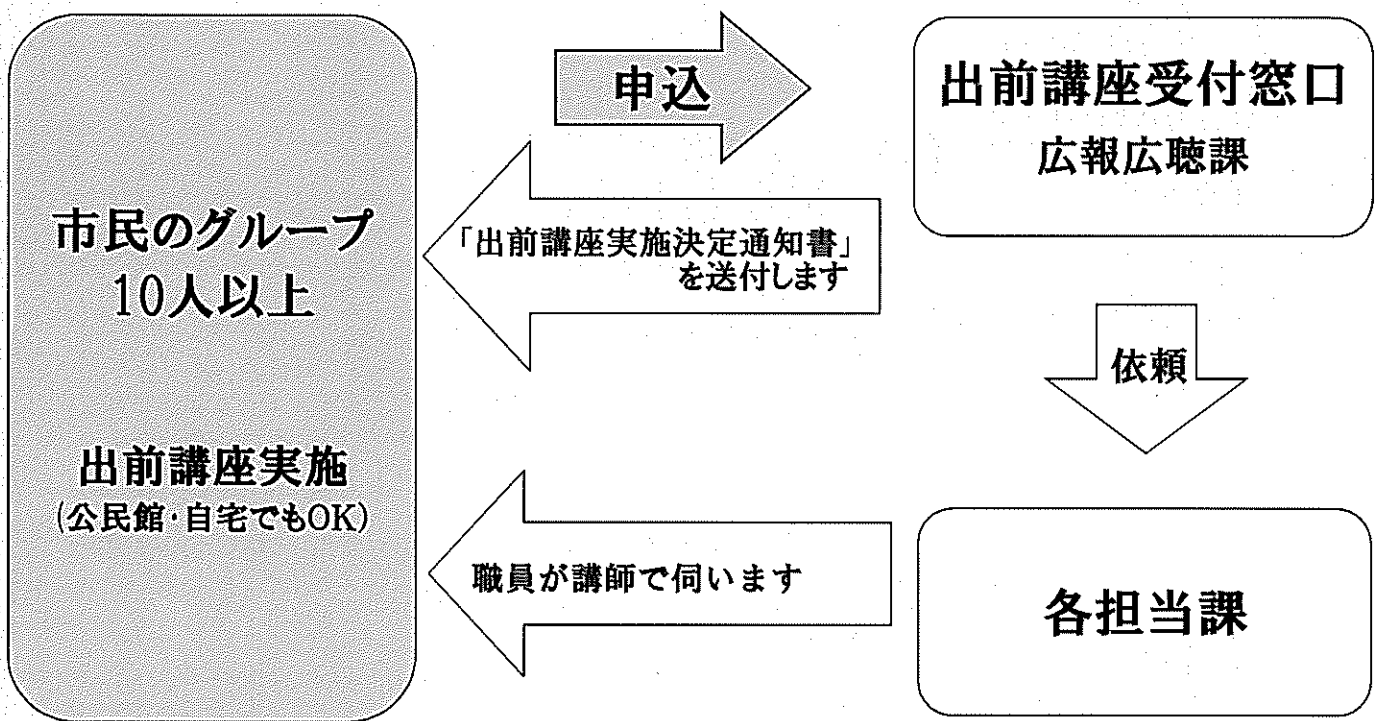 市民のグループ
10人以上
出前講座実施
(公民館・自宅でもOK)
申込
出前講座受付窓口
広報広聴課
「出前講座実施決定通知書」
を送付します
依頼
職員が講師で伺います
各担当課